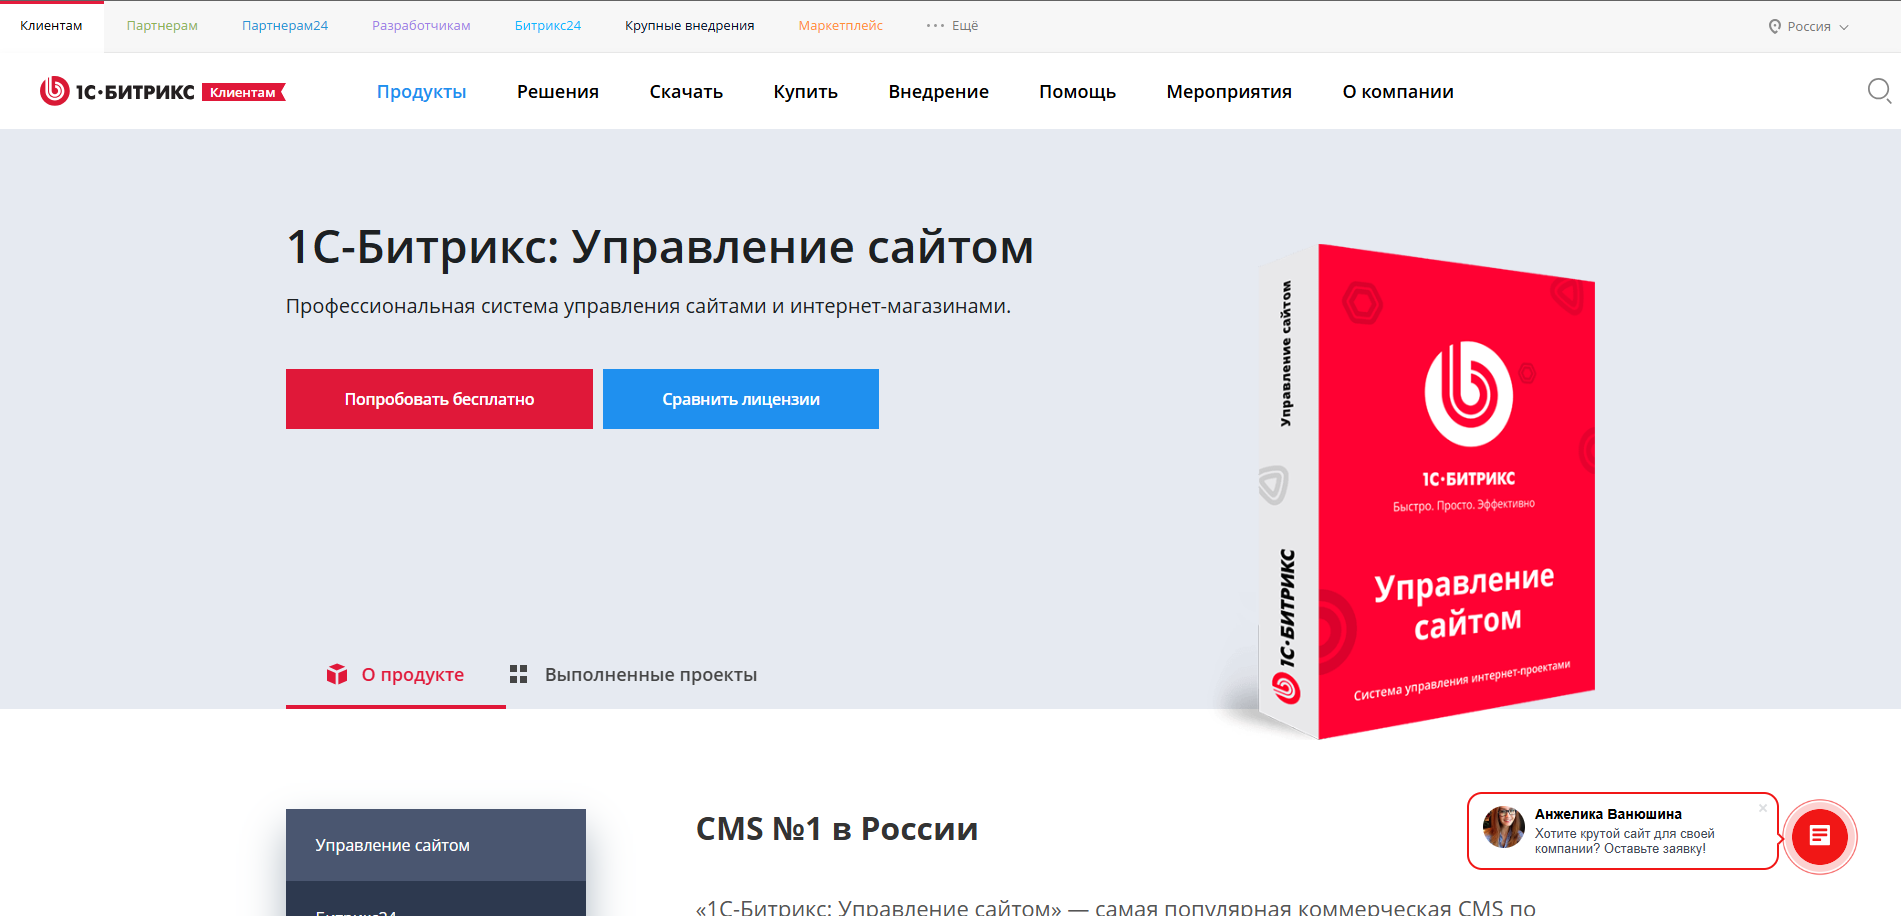 Клиентам
Партнерам
Партнерам24
Разработчикам
Битрикс24
Крупные внедрения
Маркетплейс
Ещё
Россия
1С·БИТРИКС
Клиентам
Продукты
Решения
Скачать
Купить
Внедрение
Помощь
Мероприятия
О компании
1С-Битрикс: Управление сайтом
Профессиональная система управления сайтами и интернет-магазинами.
Попробовать бесплатно
Сравнить лицензии
Управление сайтом
1С·БИТРИКС
1С·БИТРИКС
Быстро. Просто. Эффективно
Управление
сайтом
Система управления интернет-проектами
О продукте
Выполненные проекты
Управление сайтом
Битрикс24
CMS №1 в России
«1С-Битрикс: Управление сайтом» — самая популярная коммерческая CMS по
Анжелика Ванюшина
Хотите крутой сайт для своей
компании? Оставьте заявку!